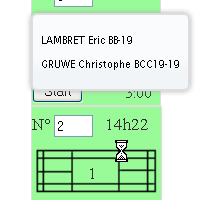 LAMBRET Eric BB-19
GRUWE Christophe BCC19-19
Start 3:00
N° 2 14h22
1